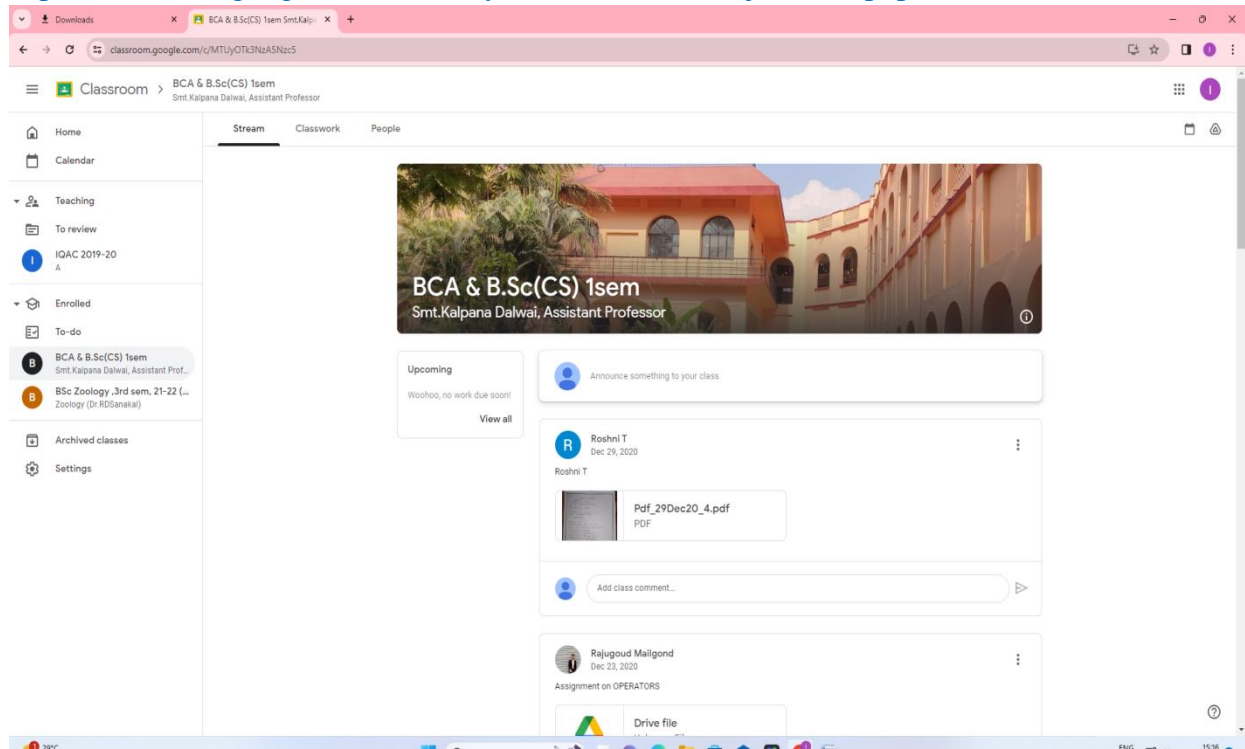 Downloads
BCA & B.Sc(CS) 1sem Smt.Kalp
classroom.google.com/c/MTUyOTk3NzA5Nzc5
Classroom > BCA & B.Sc(CS) 1sem
Smt.Kalpana Dalwai, Assistant Professor
I
Stream Classwork People
Home
Calendar
Teaching
To review
I IQAC 2019-20
A
Enrolled
To-do
B BCA & B.Sc(CS) 1sem
Smt.Kalpana Dalwai, Assistant Prof...
B BSc Zoology ,3rd sem, 21-22 (...
Zoology (Dr.RDSanakal)
Archived classes
Settings
BCA & B.Sc(CS) 1sem
Smt.Kalpana Dalwai, Assistant Professor
Upcoming
Woohoo, no work due soon!
View all
Announce something to your class
R Roshni T
Dec 29, 2020
Roshni T
Pdf_29Dec20_4.pdf
PDF
Add class comment...
Rajugoud Mailgond
Dec 23, 2020
Assignment on OPERATORS
Drive file
29°C
ENG
15:16